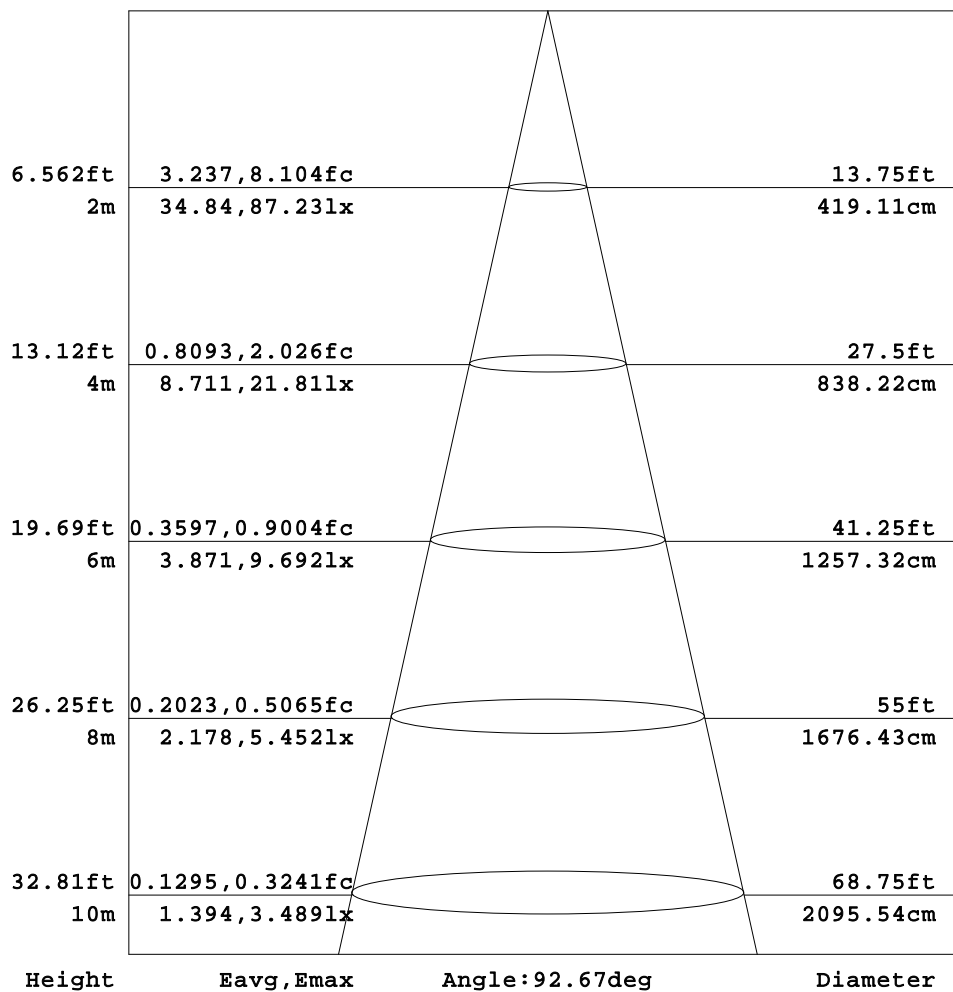 6.562ft 3.237,8.104fc 13.75ft
2m 34.84,87.23lx 419.11cm
13.12ft 0.8093,2.026fc 27.5ft
4m 8.711,21.81lx 838.22cm
19.69ft 0.3597,0.9004fc 41.25ft
6m 3.871,9.692lx 1257.32cm
26.25ft 0.2023,0.5065fc 55ft
8m 2.178,5.452lx 1676.43cm
32.81ft 0.1295,0.3241fc 68.75ft
10m 1.394,3.489lx 2095.54cm
Height Eavg,Emax Angle:92.67deg Diameter